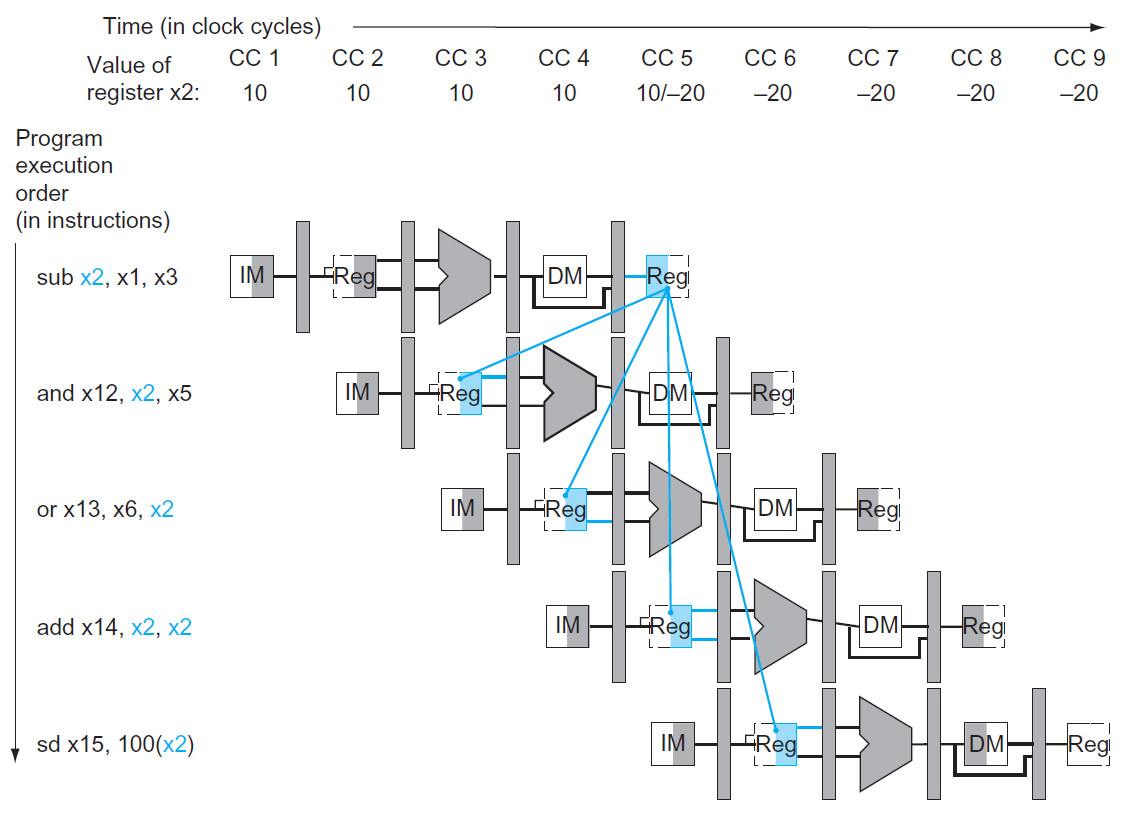 Time (in clock cycles)
CC 1 CC 2 CC 3 CC 4 CC 5 CC 6 CC 7 CC 8 CC 9
Value of
register x2: 10 10 10 10 10/–20 –20 –20 –20 –20
Program
execution
order
(in instructions)
sub x2, x1, x3 IM Reg DM Reg
and x12, x2, x5 IM Reg DM Reg
or x13, x6, x2 IM Reg DM Reg
add x14, x2, x2 IM Reg DM Reg
sd x15, 100(x2) IM Reg DM Reg